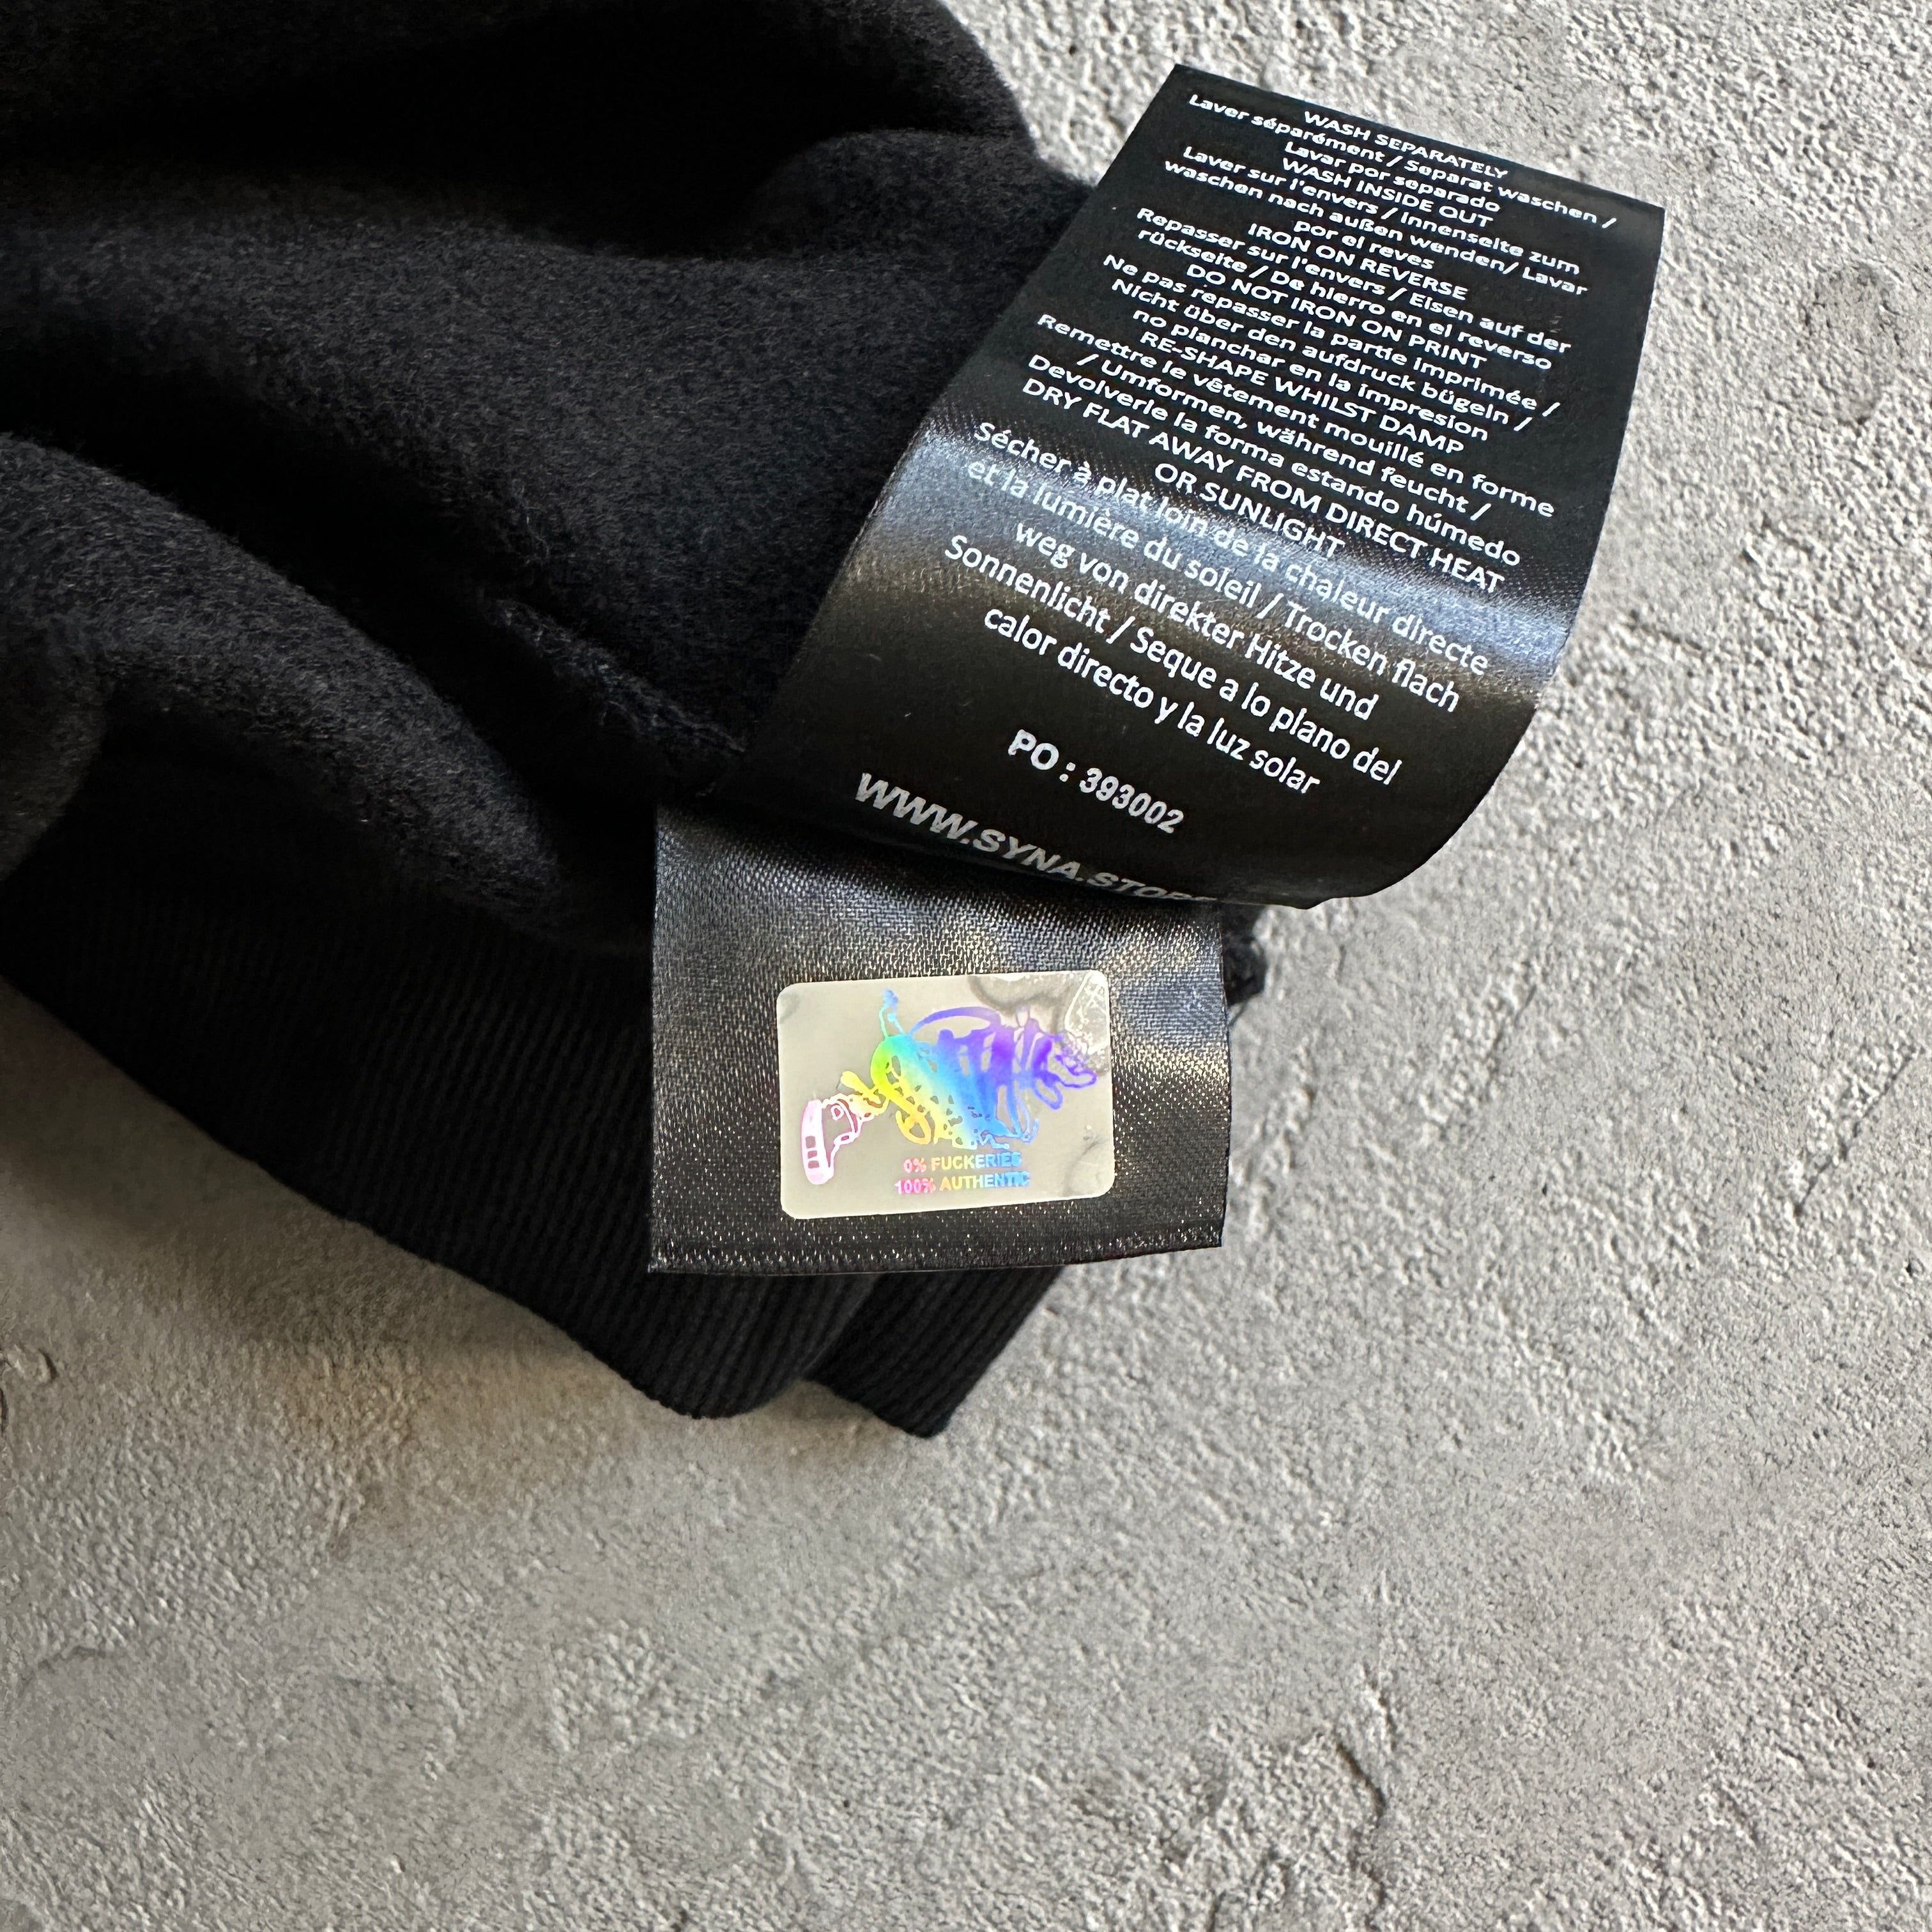 WASH SEPARATELY
Laver séparément / Separat waschen /
Lavar por separado
WASH INSIDE OUT
Laver sur l'envers / Innenseite zum
waschen nach außen wenden/ Lavar
por el reves
IRON ON REVERSE
Repasser sur l'envers / Eisen auf der
rückseite / De hierro en el reverso
DO NOT IRON ON PRINT
Ne pas repasser la partie imprimée /
Nicht über den aufdruck bügeln /
no planchar en la impresion
RE-SHAPE WHILST DAMP
Remettre le vêtement mouillé en forme
/ Umformen, während feucht /
Devolverle la forma estando húmedo
DRY FLAT AWAY FROM DIRECT HEAT
OR SUNLIGHT
Sécher à plat loin de la chaleur directe
et la lumière du soleil / Trocken flach
weg von direkter Hitze und
Sonnenlicht / Seque a lo plano del
calor directo y la luz solar
PO : 393002
WWW.SYNA.STORE
0% FUCKERIES
100% AUTHENTIC